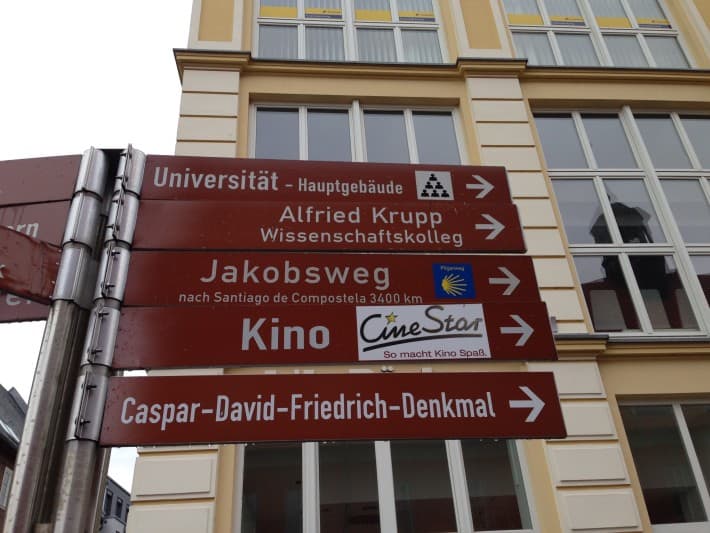 Universität - Hauptgebäude
Alfried Krupp
Wissenschaftskolleg
Jakobsweg
nach Santiago de Compostela 3400 km
Pilgerweg
Kino
CineStar
So macht Kino Spaß.
Caspar-David-Friedrich-Denkmal